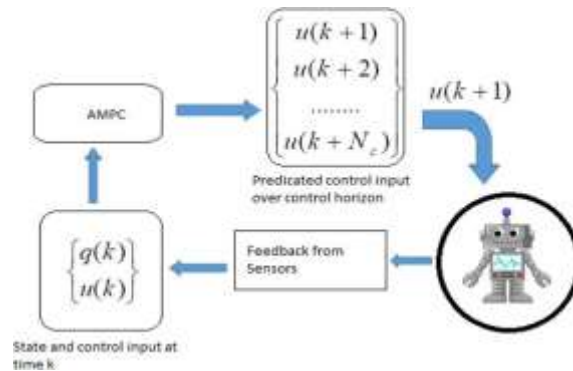 AMPC
u(k+1)
u(k+2)
........
u(k+N_c)
Predicated control input
over control horizon
u(k+1)
Feedback from
Sensors
q(k)
u(k)
State and control input at
time k